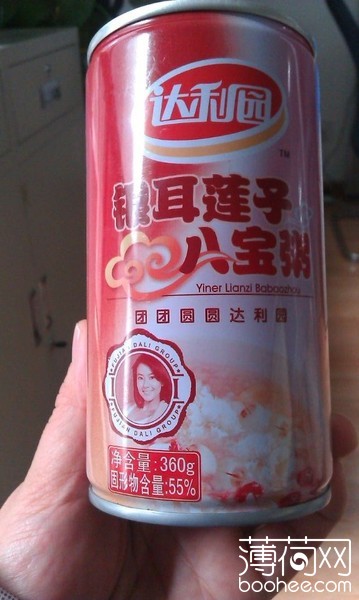 达利园
TM
银耳莲子
八宝粥
Yiner Lianzi Babaozhou
团团圆圆达利园
FUJIAN DALI GROUP
FUJIAN DALI GROUP
净含量:360g
固形物含量:55%
薄荷网
boohee.com